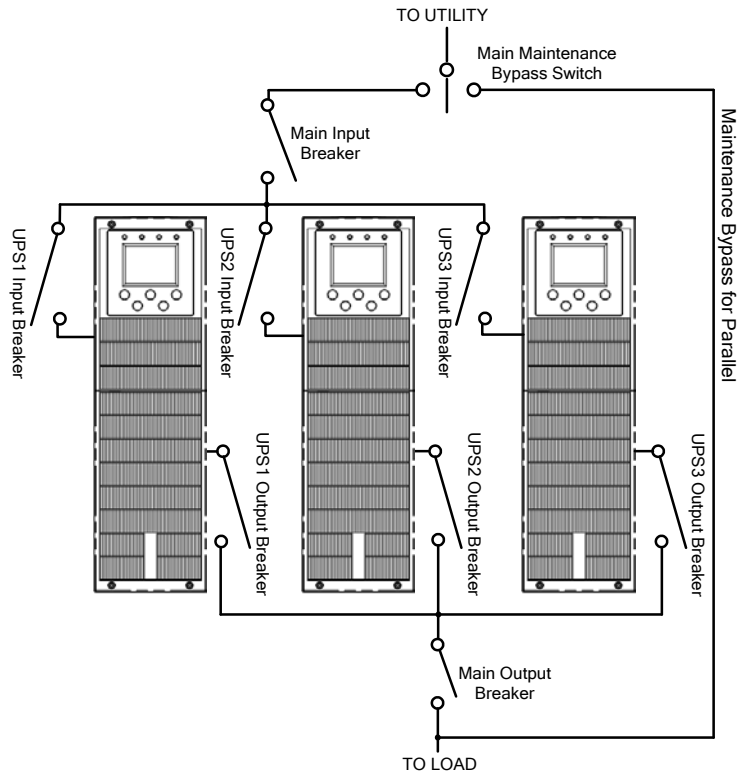 TO UTILITY
Main Maintenance
Bypass Switch
Main Input
Breaker
Maintenance Bypass for Parallel
UPS1 Input Breaker
UPS2 Input Breaker
UPS3 Input Breaker
UPS1 Output Breaker
UPS2 Output Breaker
UPS3 Output Breaker
Main Output
Breaker
TO LOAD